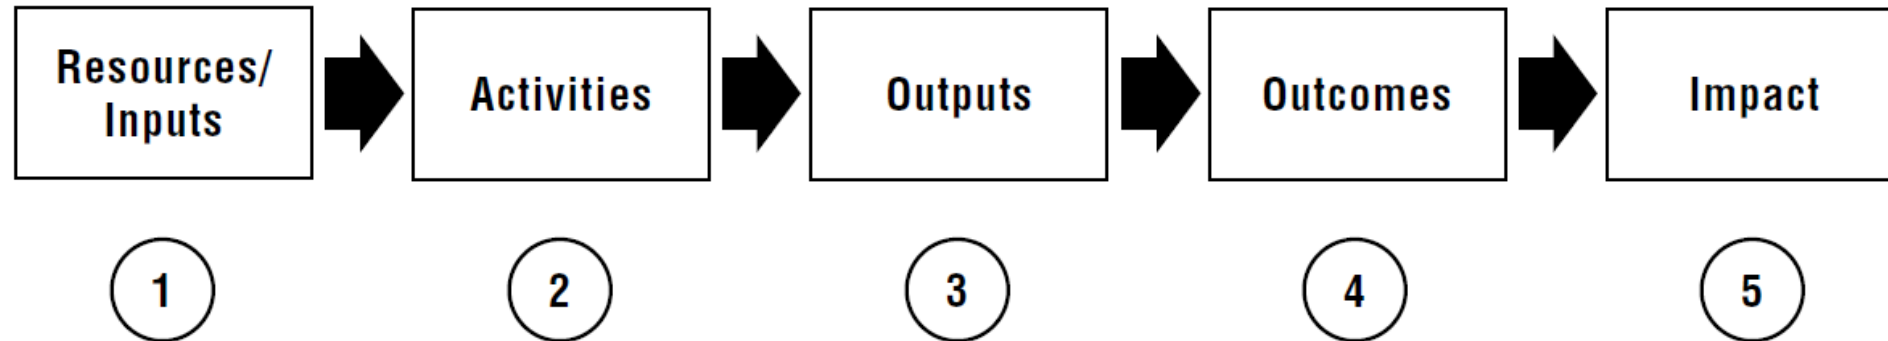 Resources/
Inputs
Activities
Outputs
Outcomes
Impact
1
2
3
4
5